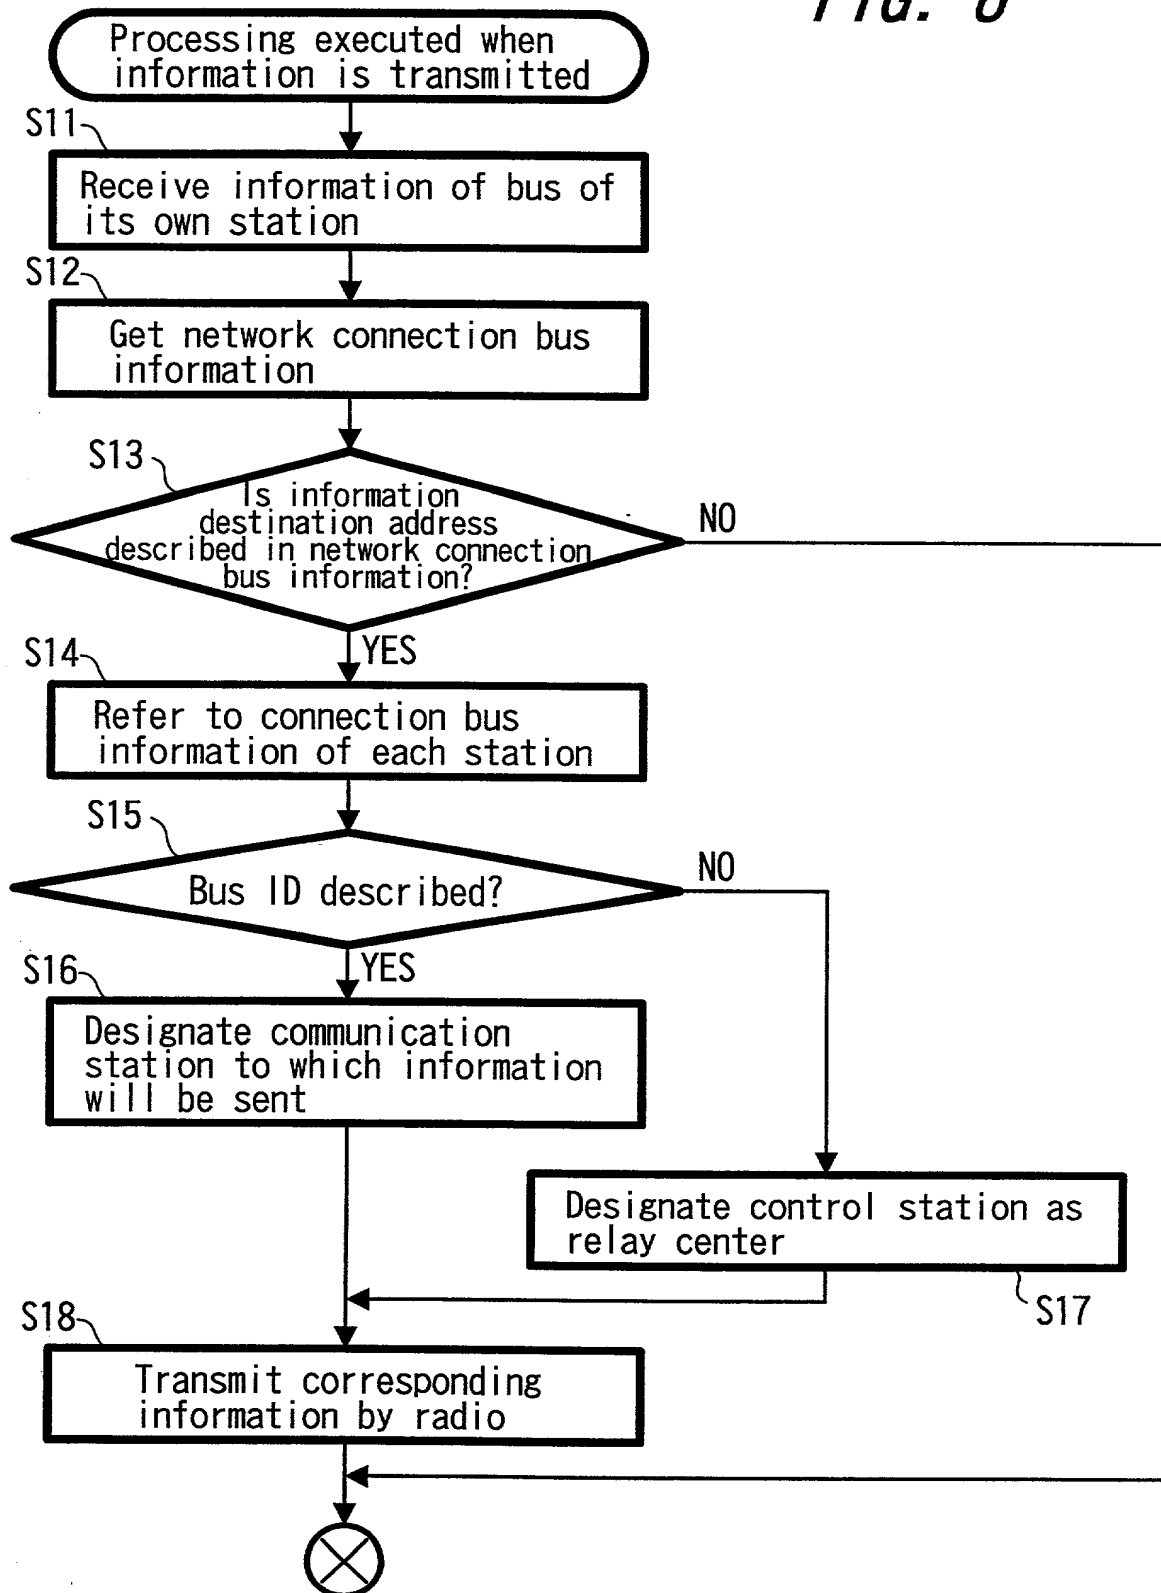 FIG.
Processing executed when
information is transmitted
S11
Receive information of bus of
its own station
S12
Get network connection bus
information
S13
Is information
destination address
described in network connection
bus information?
NO
YES
S14
Refer to connection bus
information of each station
S15
Bus ID described?
NO
YES
S16
Designate communication
station to which information
will be sent
Designate control station as
relay center
S17
S18
Transmit corresponding
information by radio